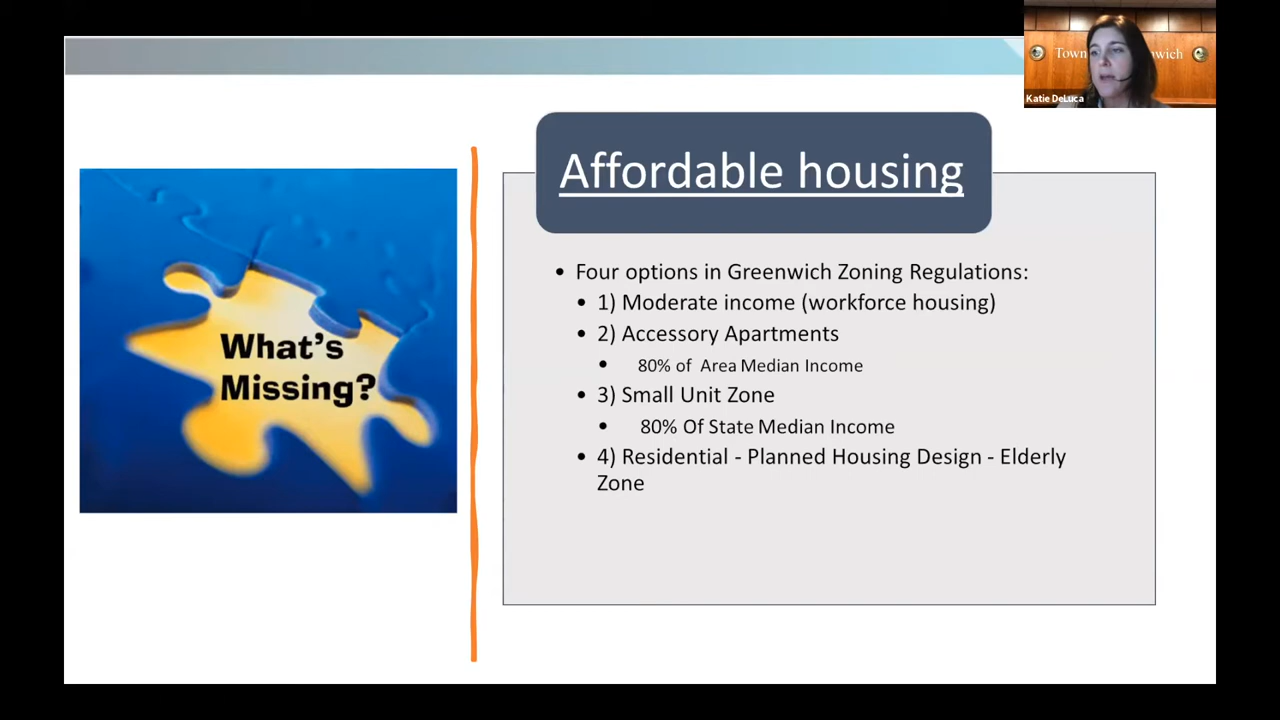 Town
wich
Katie DeLuca
Affordable housing
What's
Missing?
• Four options in Greenwich Zoning Regulations:
• 1) Moderate income (workforce housing)
• 2) Accessory Apartments
• 80% of Area Median Income
• 3) Small Unit Zone
• 80% Of State Median Income
• 4) Residential - Planned Housing Design - Elderly
Zone